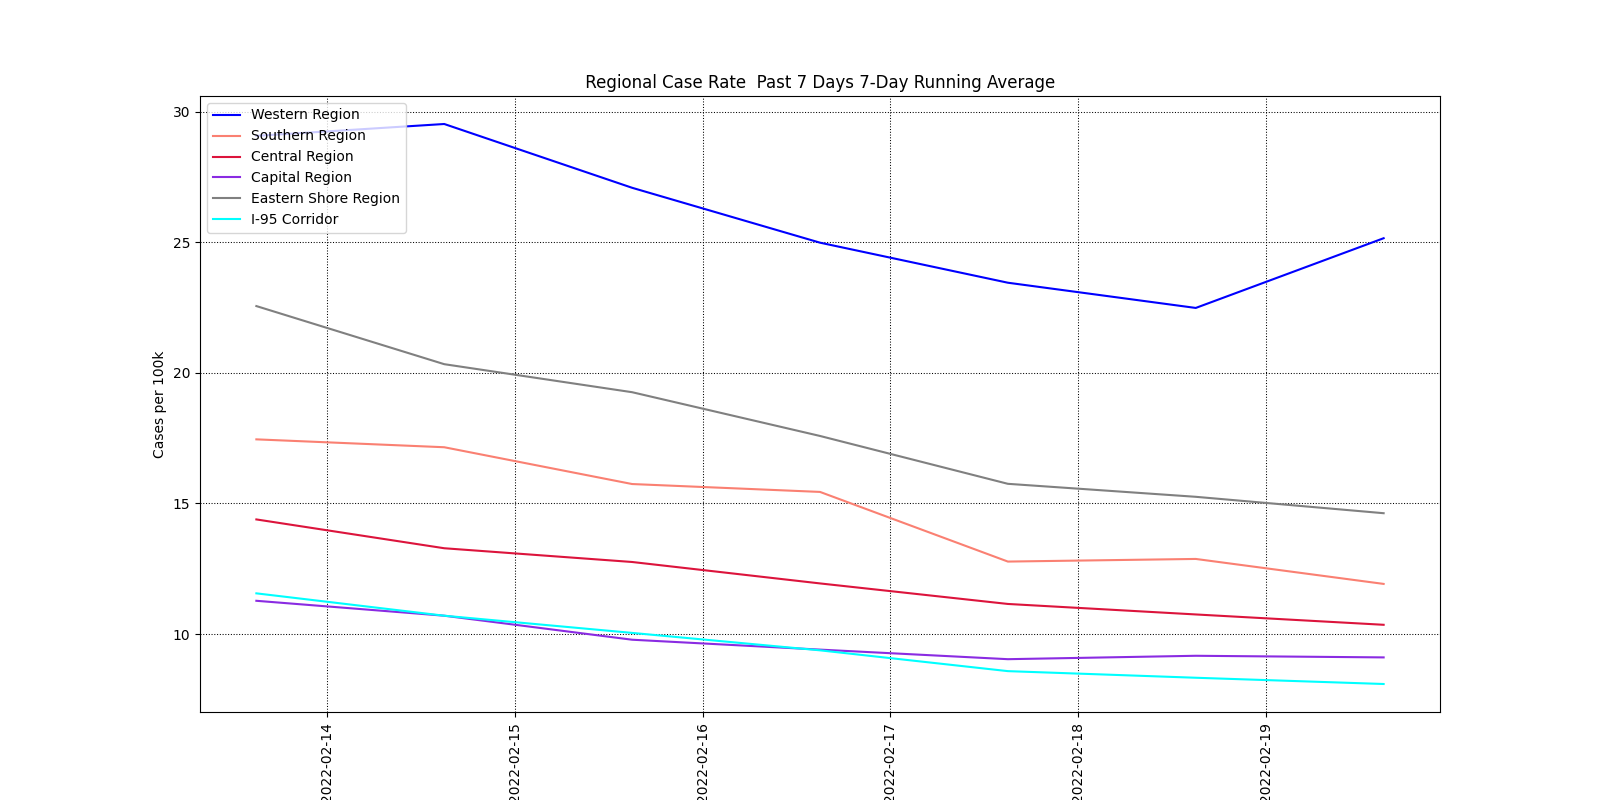 Regional Case Rate  Past 7 Days 7-Day Running Average
Western Region
Southern Region
Central Region
Capital Region
Eastern Shore Region
I-95 Corridor
30
25
20
15
10
Cases per 100k
2022-02-14
2022-02-15
2022-02-16
2022-02-17
2022-02-18
2022-02-19